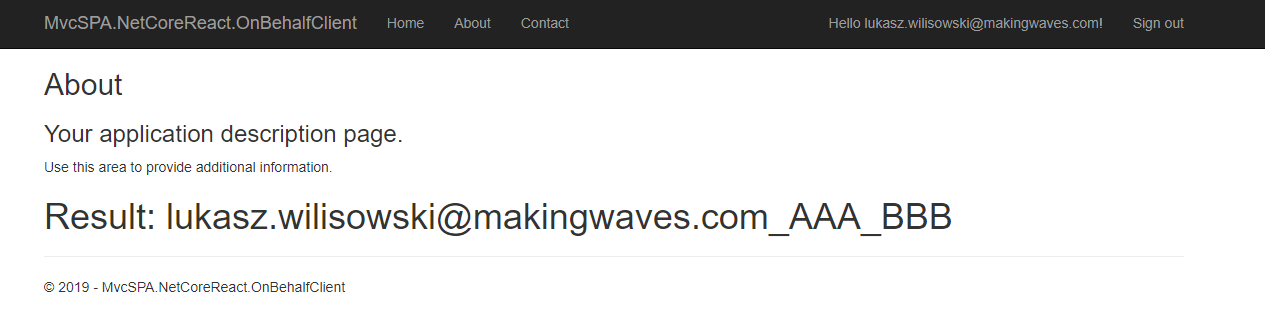 MvcSPA.NetCoreReact.OnBehalfClient Home About Contact Hello lukasz.wilisowski@makingwaves.com! Sign out
About
Your application description page.
Use this area to provide additional information.
Result: lukasz.wilisowski@makingwaves.com_AAA_BBB
© 2019 - MvcSPA.NetCoreReact.OnBehalfClient